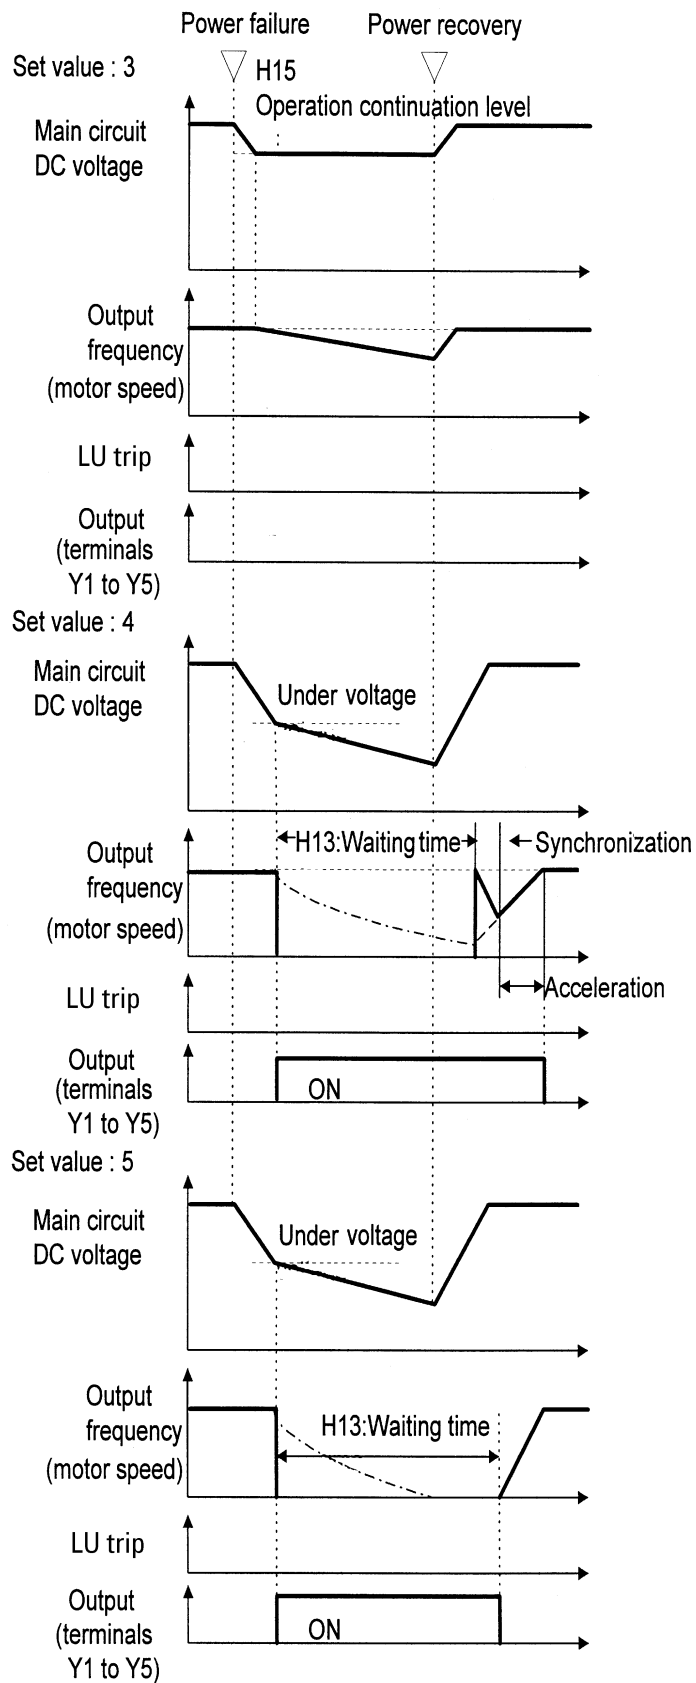 Power failure
Power recovery
Set value : 3
H15
Operation continuation level
Main circuit
DC voltage
Output
frequency
(motor speed)
LU trip
Output
(terminals
Y1 to Y5)
Set value : 4
Main circuit
DC voltage
Under voltage
H13:Waiting time
Synchronization
Output
frequency
(motor speed)
Acceleration
LU trip
Output
(terminals
Y1 to Y5)
ON
Set value : 5
Main circuit
DC voltage
Under voltage
Output
frequency
(motor speed)
H13:Waiting time
LU trip
Output
(terminals
Y1 to Y5)
ON